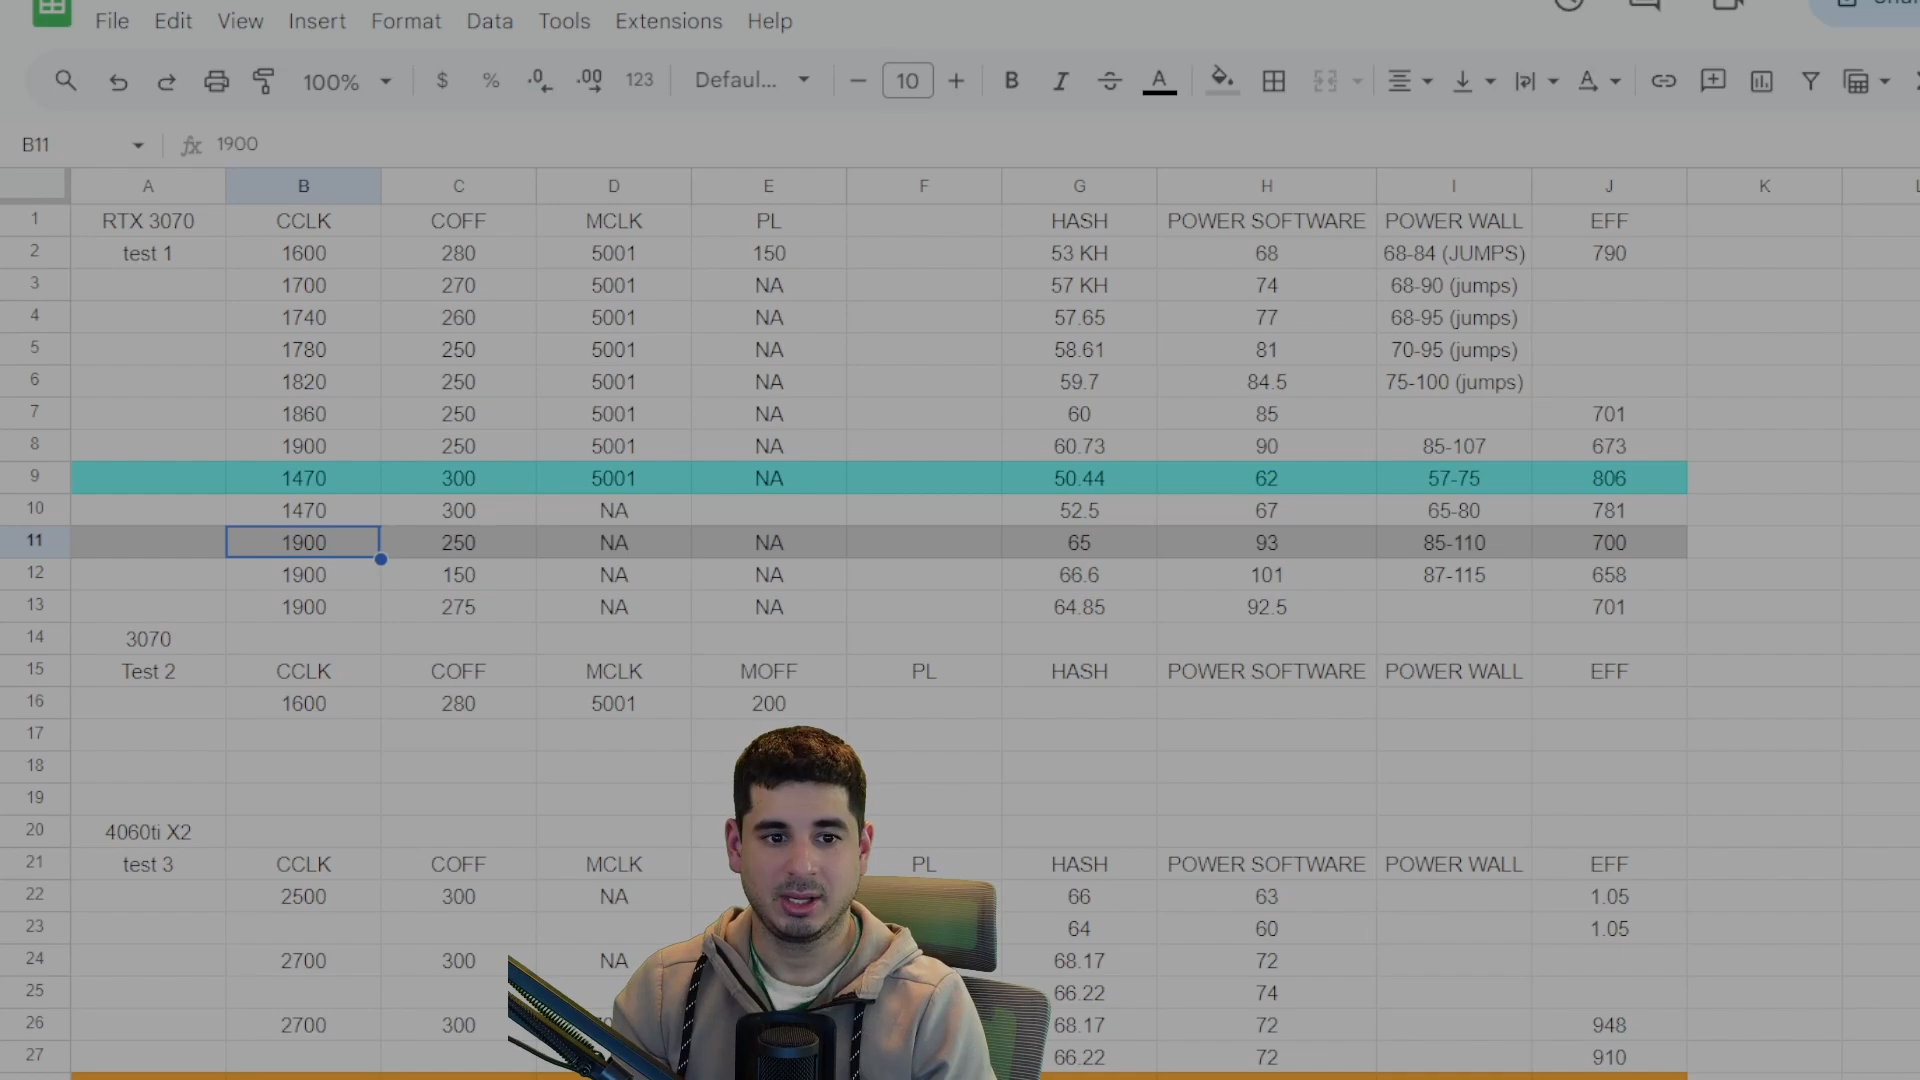 File Edit View Insert Format Data Tools Extensions Help
100% $ % .0 .00 123 Defaul... 10 B I A
B11 fx 1900
A B C D E F G H I J K
1 RTX 3070 CCLK COFF MCLK PL HASH POWER SOFTWARE POWER WALL EFF
2 test 1 1600 280 5001 150 53 KH 68 68-84 (JUMPS) 790
3 1700 270 5001 NA 57 KH 74 68-90 (jumps)
4 1740 260 5001 NA 57.65 77 68-95 (jumps)
5 1780 250 5001 NA 58.61 81 70-95 (jumps)
6 1820 250 5001 NA 59.7 84.5 75-100 (jumps)
7 1860 250 5001 NA 60 85 701
8 1900 250 5001 NA 60.73 90 85-107 673
9 1470 300 5001 NA 50.44 62 57-75 806
10 1470 300 NA 52.5 67 65-80 781
11 1900 250 NA NA 65 93 85-110 700
12 1900 150 NA NA 66.6 101 87-115 658
13 1900 275 NA NA 64.85 92.5 701
14 3070
15 Test 2 CCLK COFF MCLK MOFF PL HASH POWER SOFTWARE POWER WALL EFF
16 1600 280 5001 200
17
18
19
20 4060ti X2
21 test 3 CCLK COFF MCLK PL HASH POWER SOFTWARE POWER WALL EFF
22 2500 300 NA 66 63 1.05
23 64 60 1.05
24 2700 300 NA 68.17 72
25 66.22 74
26 2700 300 68.17 72 948
27 66.22 72 910